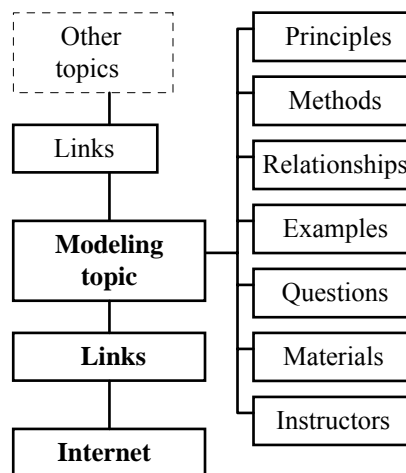 Other
topics
Links
Modeling
topic
Links
Internet
Principles
Methods
Relationships
Examples
Questions
Materials
Instructors